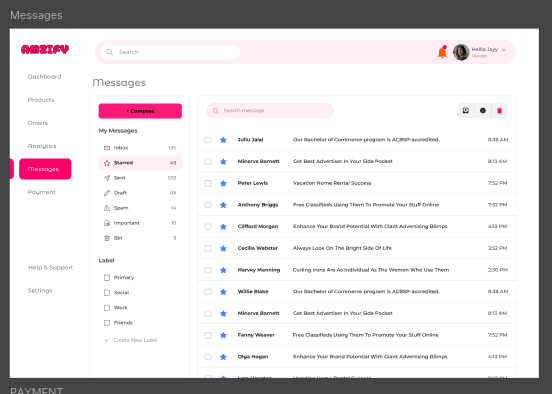 Messages
AMZIFY
Search
Hallie Jayy
Vendor
Dashboard
Products
Orders
Analytics
Messages
Payment
Help & Support
Settings
Messages
+ Compose
My Messages
Inbox 125
Starred 48
Sent 532
Draft 09
Spam 14
Important 18
Bin 9
Label
Primary
Social
Work
Friends
+ Create New Label
Search message
Jullu Jalal Our Bachelor of Commerce program is ACBSP-accredited. 8:38 AM
Minerva Barnett Get Best Advertiser In Your Side Pocket 8:13 AM
Peter Lewis Vacation Home Rental Success 7:52 PM
Anthony Briggs Free Classifieds Using Them To Promote Your Stuff Online 7:52 PM
Clifford Morgan Enhance Your Brand Potential With Giant Advertising Blimps 4:13 PM
Cecilia Webster Always Look On The Bright Side Of Life 3:52 PM
Harvey Manning Curling Irons Are As Individual As The Women Who Use Them 2:30 PM
Willie Blake Our Bachelor of Commerce program is ACBSP-accredited. 8:38 AM
Minerva Barnett Get Best Advertiser In Your Side Pocket 8:13 AM
Fanny Weaver Free Classifieds Using Them To Promote Your Stuff Online 7:52 PM
Olga Hogan Enhance Your Brand Potential With Giant Advertising Blimps 4:13 PM
PAYMENT